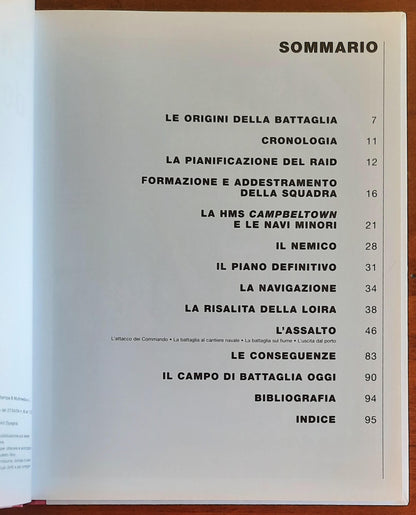 SOMMARIO
LE ORIGINI DELLA BATTAGLIA 7
CRONOLOGIA 11
LA PIANIFICAZIONE DEL RAID 12
FORMAZIONE E ADDESTRAMENTO
DELLA SQUADRA 16
LA HMS CAMPBELTOWN
E LE NAVI MINORI 21
IL NEMICO 28
IL PIANO DEFINITIVO 31
LA NAVIGAZIONE 34
LA RISALITA DELLA LOIRA 38
L'ASSALTO 46
L'attacco dei Commando • La battaglia al cantiere navale • La battaglia sul fiume • L'uscita dal porto
LE CONSEGUENZE 83
IL CAMPO DI BATTAGLIA OGGI 90
BIBLIOGRAFIA 94
INDICE 95